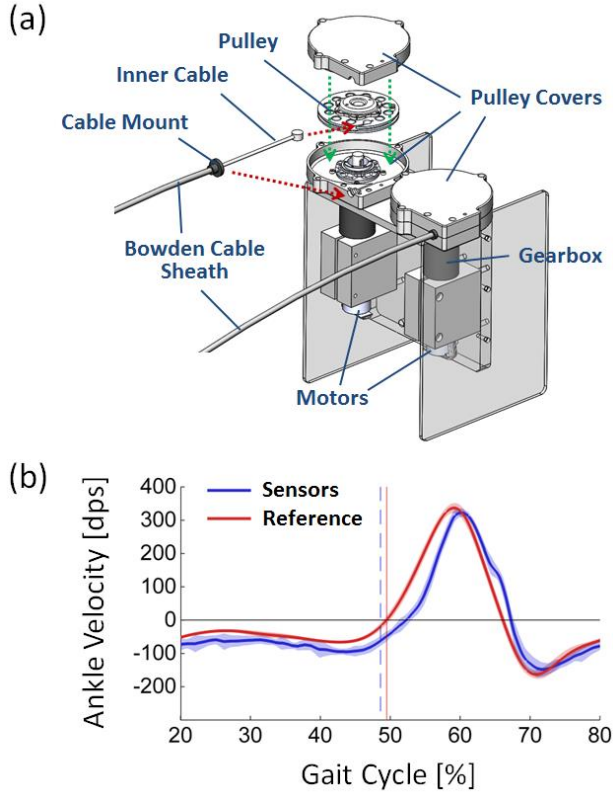 (a)
Pulley
Inner Cable
Cable Mount
Pulley Covers
Bowden Cable
Sheath
Gearbox
Motors
(b)
Ankle Velocity [dps]
400
300
200
100
0
-100
-200
Sensors
Reference
20
30
40
50
60
70
80
Gait Cycle [%]